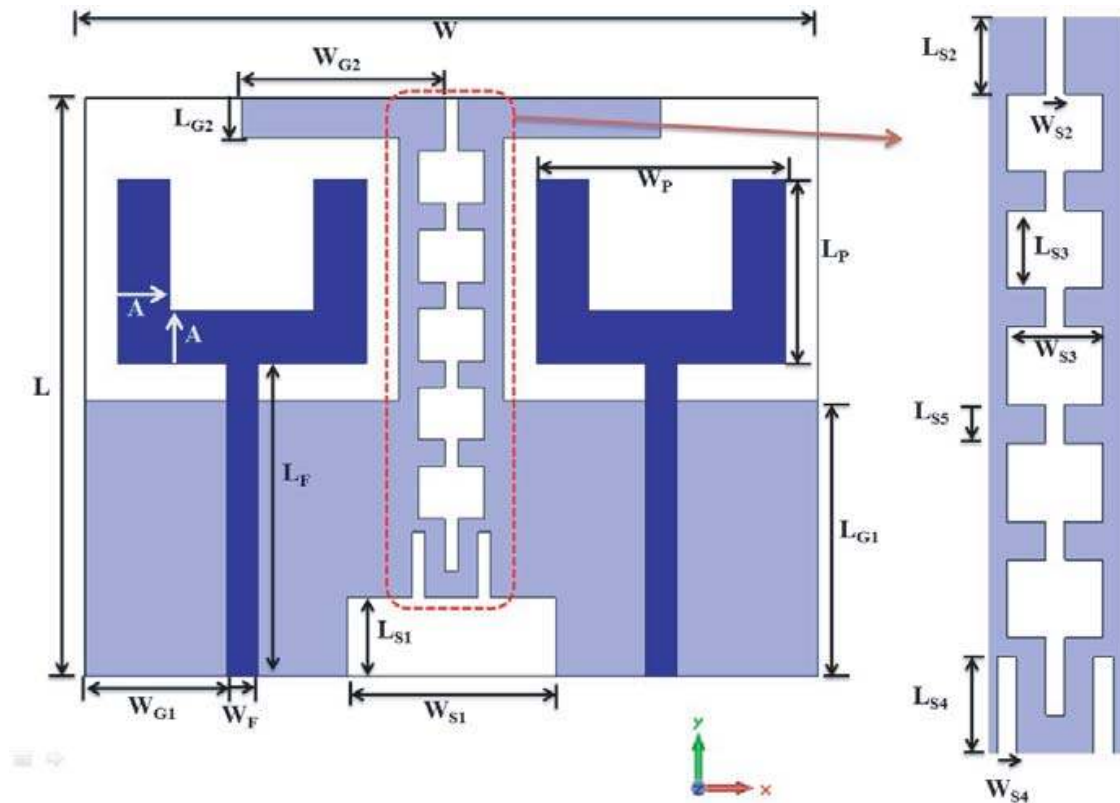 W
W_G2
L_S2
L_G2
W_S2
W_P
L_S3
L_P
A
A
W_S3
L
L_S5
L_F
L_G1
L_S1
L_S4
W_G1
W_F
W_S1
y
z
x
W_S4